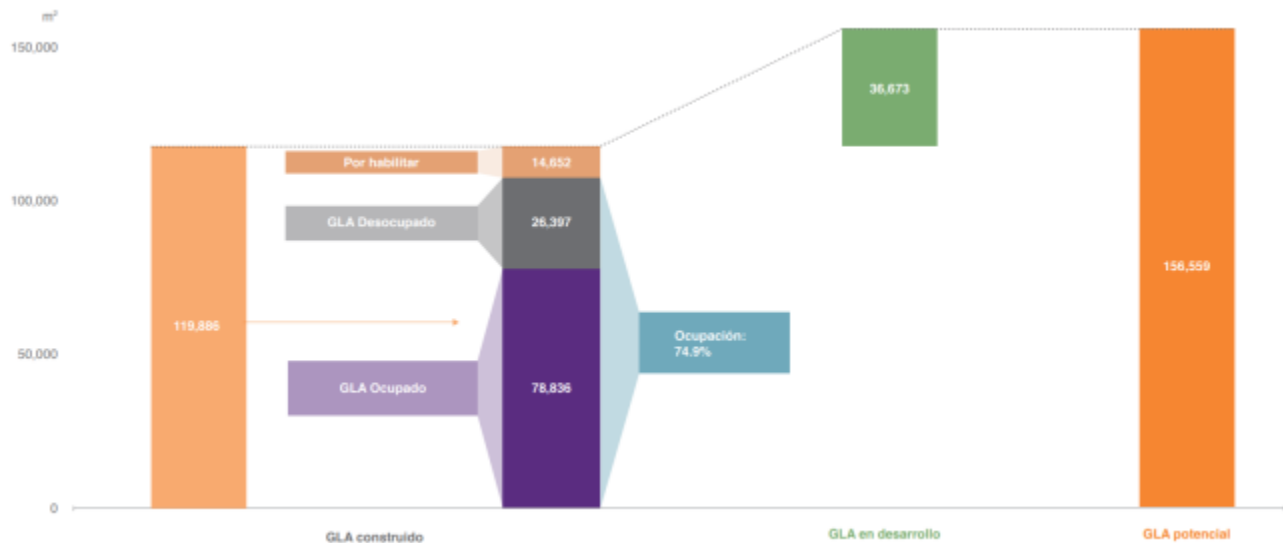 m²
150,000
100,000
50,000
0
119,886
Por habilitar
GLA Desocupado
GLA Ocupado
14,652
26,397
78,836
Ocupación:
74.9%
36,673
156,559
GLA construido
GLA en desarrollo
GLA potencial